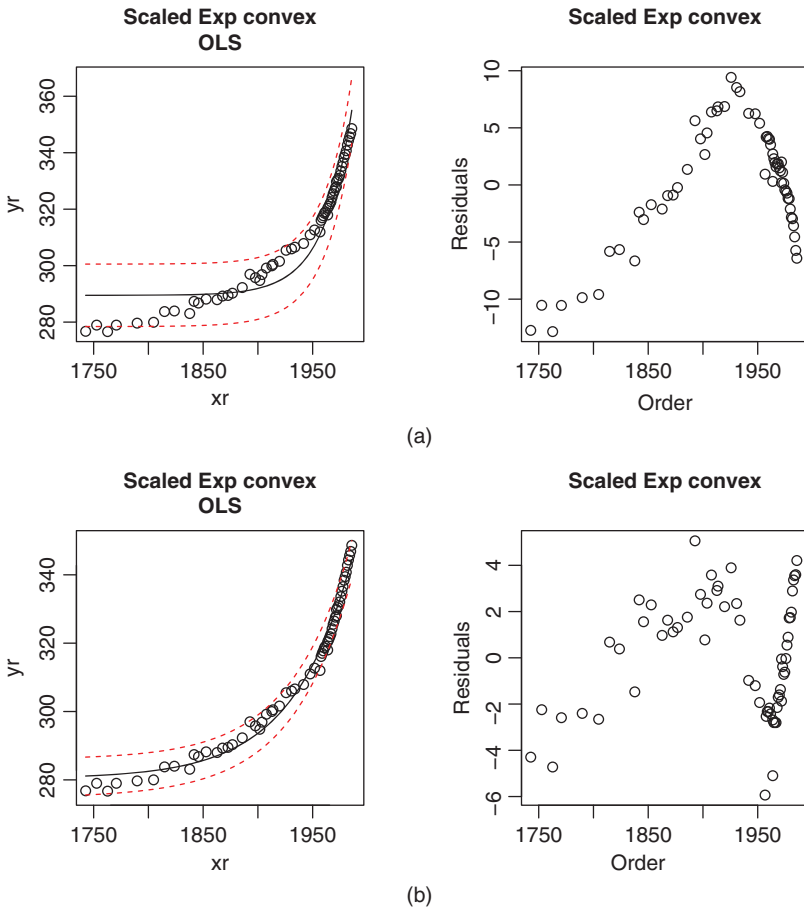 Scaled Exp convex
OLS
Scaled Exp convex
yr
360
340
320
300
280
1750 1850 1950
xr
Residuals
10
5
0
−5
−10
1750 1850 1950
Order
(a)
Scaled Exp convex
OLS
Scaled Exp convex
yr
340
320
300
280
1750 1850 1950
xr
Residuals
4
2
0
−2
−4
−6
1750 1850 1950
Order
(b)